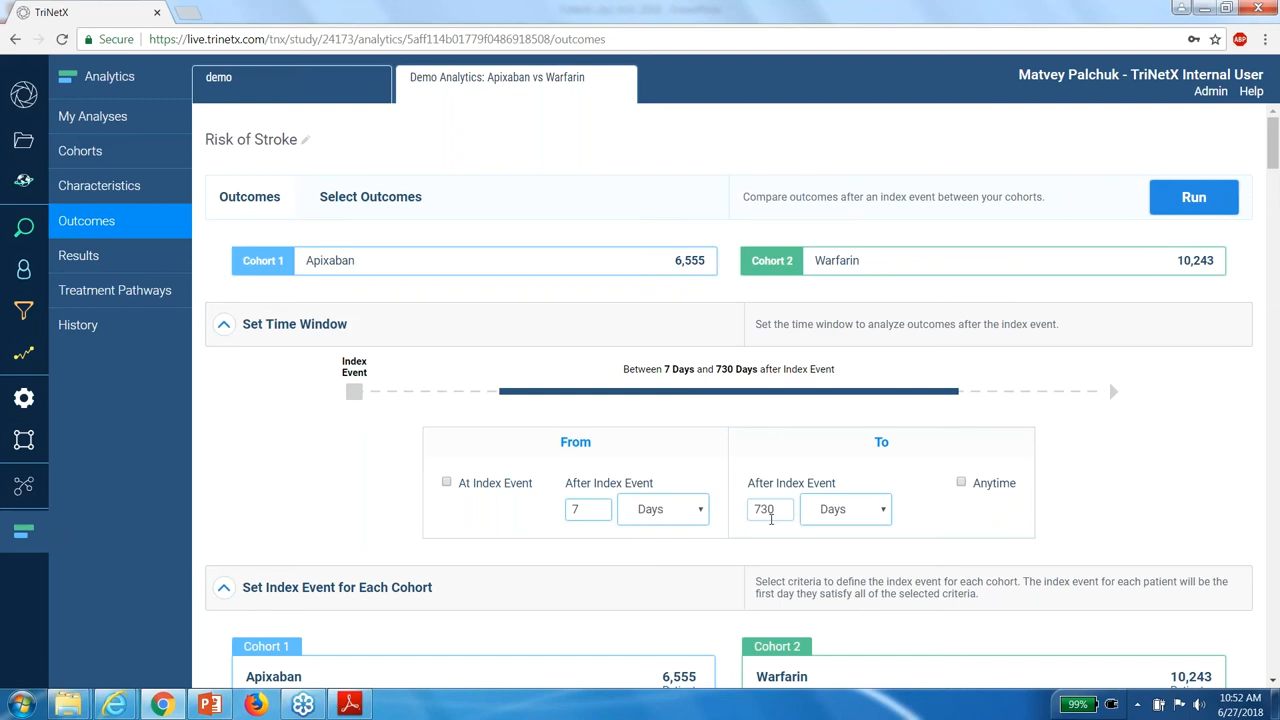 TriNetX
Secure
https://live.trinetx.com/tnx/study/24173/analytics/5aff114b01779f0486918508/outcomes
ABP
Analytics
demo
Demo Analytics: Apixaban vs Warfarin
Matvey Palchuk - TriNetX Internal User
Admin Help
My Analyses
Cohorts
Characteristics
Outcomes
Results
Treatment Pathways
History
Risk of Stroke
Outcomes Select Outcomes Compare outcomes after an index event between your cohorts. Run
Cohort 1 Apixaban 6,555
Cohort 2 Warfarin 10,243
Set Time Window Set the time window to analyze outcomes after the index event.
Index
Event
Between 7 Days and 730 Days after Index Event
From To
At Index Event After Index Event After Index Event Anytime
7 Days 730 Days
Set Index Event for Each Cohort
Select criteria to define the index event for each cohort. The index event for each patient will be the
first day they satisfy all of the selected criteria.
Cohort 1 Cohort 2
Apixaban 6,555 Warfarin 10,243
99%
10:52 AM
6/27/2018